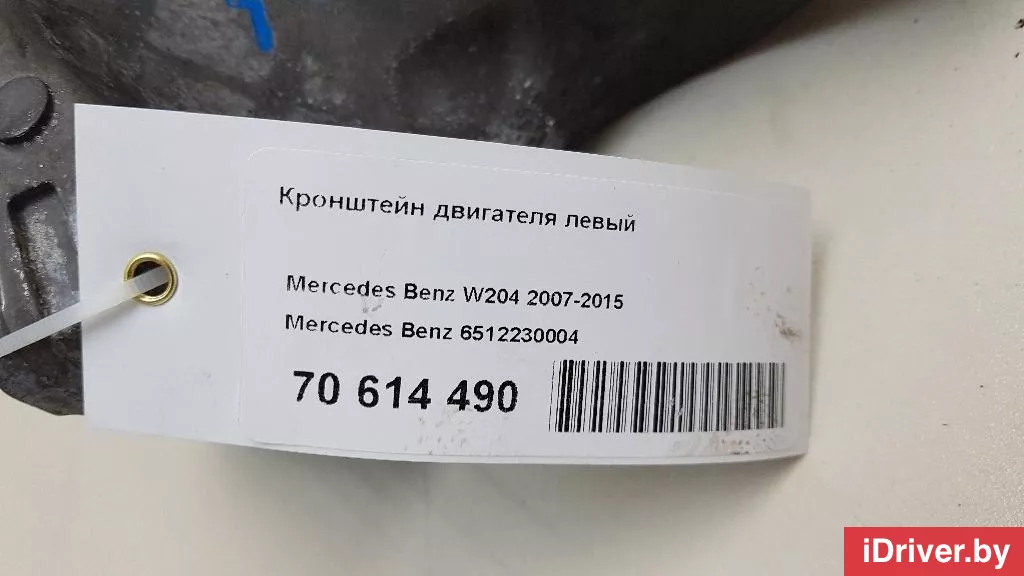 Кронштейн двигателя левый
Mercedes Benz W204 2007-2015
Mercedes Benz 6512230004
70 614 490
iDriver.by